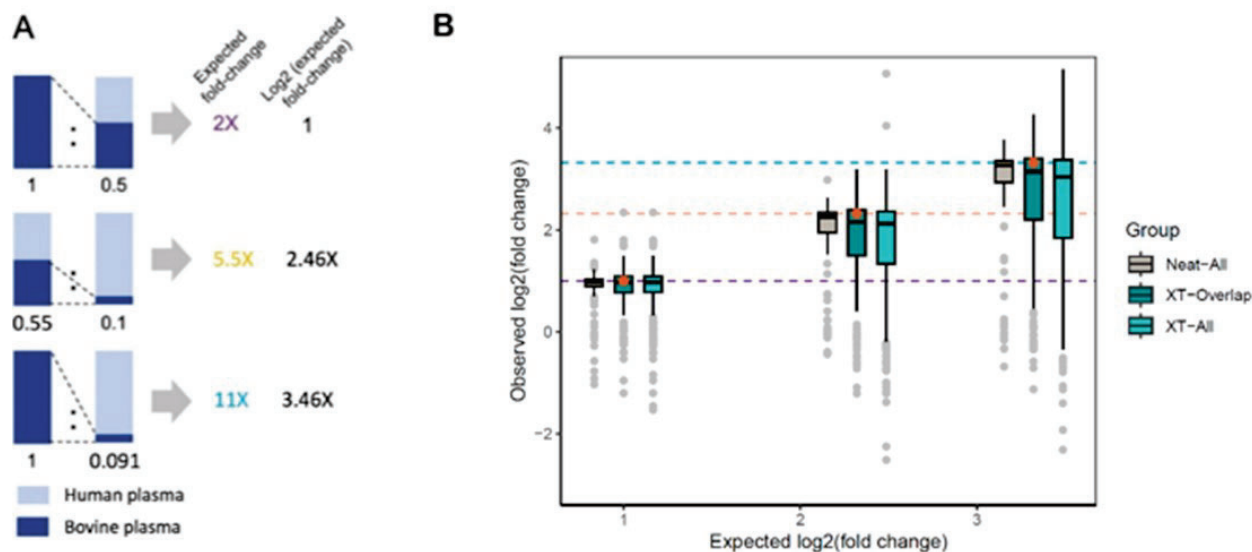 A
Expected
fold-change
Log2 (expected
fold-change)
2X
1
1
0.5
5.5X
2.46X
0.55
0.1
11X
3.46X
1
0.091
Human plasma
Bovine plasma
B
Observed log2(fold change)
4
2
0
−2
1
2
3
Expected log2(fold change)
Group
Neat−All
XT−Overlap
XT−All